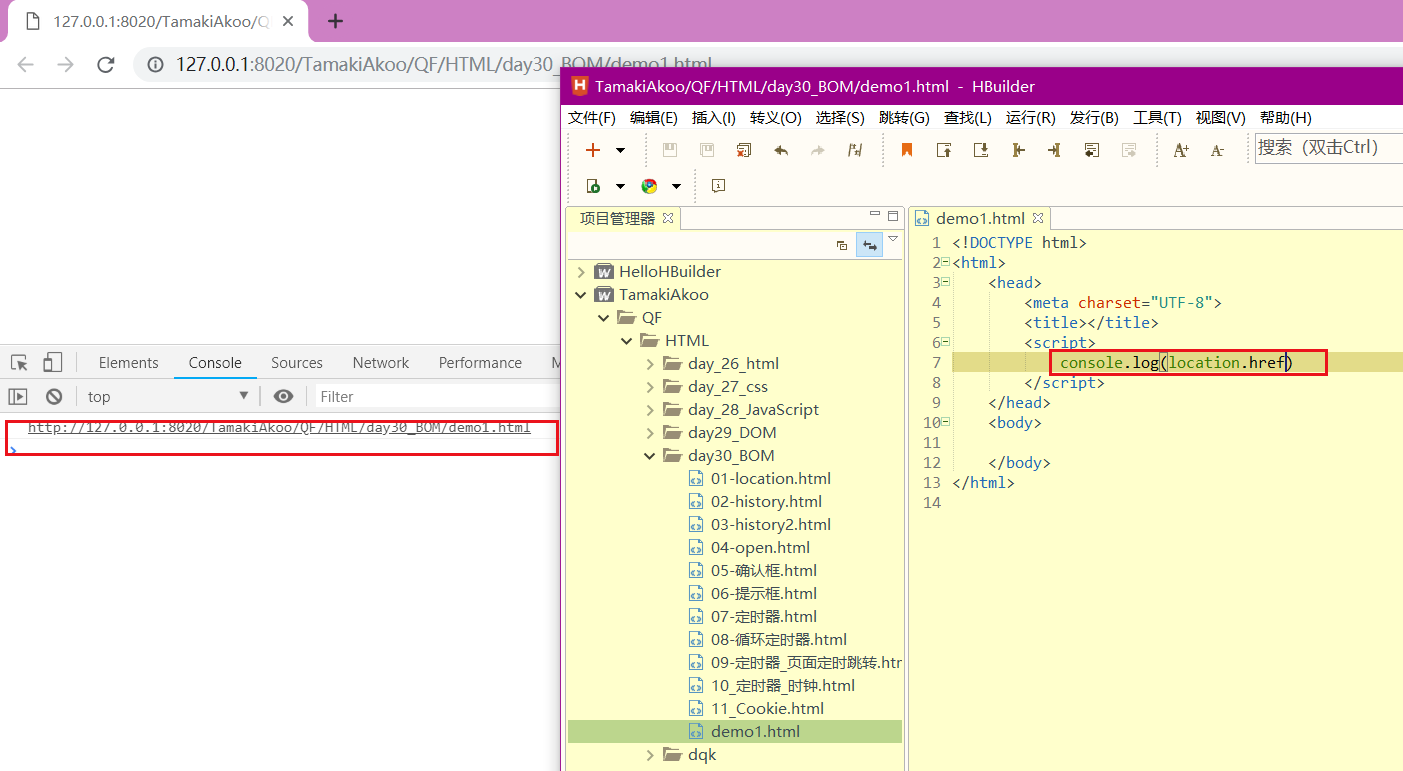 127.0.0.1:8020/TamakiAkoo/Q
127.0.0.1:8020/TamakiAkoo/QF/HTML/day30_BOM/demo1.html
TamakiAkoo/QF/HTML/day30_BOM/demo1.html - HBuilder
文件(F) 编辑(E) 插入(I) 转义(O) 选择(S) 跳转(G) 查找(L) 运行(R) 发行(B) 工具(T) 视图(V) 帮助(H)
搜索（双击Ctrl）
项目管理器
HelloHBuilder
TamakiAkoo
QF
HTML
day_26_html
day_27_css
day_28_JavaScript
day29_DOM
day30_BOM
01-location.html
02-history.html
03-history2.html
04-open.html
05-确认框.html
06-提示框.html
07-定时器.html
08-循环定时器.html
09-定时器_页面定时跳转.htr
10_定时器_时钟.html
11_Cookie.html
demo1.html
dqk
demo1.html
1 <!DOCTYPE html>
2 <html>
3 <head>
4 <meta charset="UTF-8">
5 <title></title>
6 <script>
7 console.log(location.href)
8 </script>
9 </head>
10 <body>
11
12 </body>
13 </html>
14
Elements Console Sources Network Performance M
top Filter
http://127.0.0.1:8020/TamakiAkoo/QF/HTML/day30_BOM/demo1.html